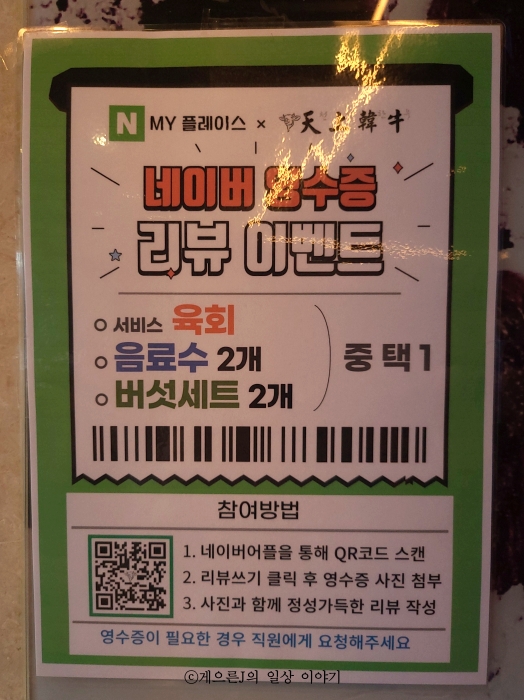 N MY 플레이스 × 天上韓牛
네이버 영수증
리뷰 이벤트
서비스 육회
음료수 2개
버섯세트 2개
중 택 1
참여방법
1. 네이버어플을 통해 QR코드 스캔
2. 리뷰쓰기 클릭 후 영수증 사진 첨부
3. 사진과 함께 정성가득한 리뷰 작성
영수증이 필요한 경우 직원에게 요청해주세요
ⓒ게으른J의 일상 이야기